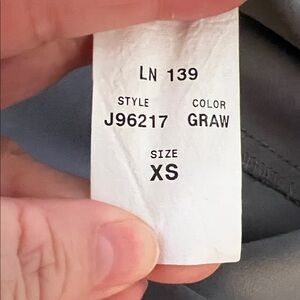 LN 139
STYLE COLOR
J96217 GRAW
SIZE
XS